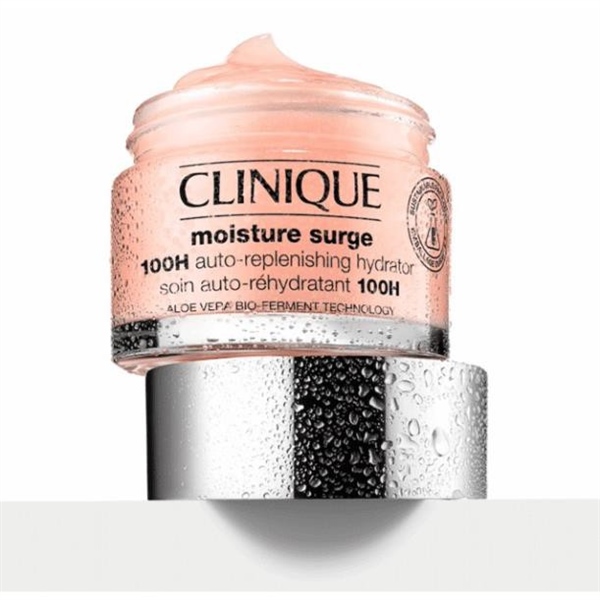 CLINIQUE
moisture surge
100H auto-replenishing hydrator
soin auto-réhydratant 100H
ALOE VERA BIO-FERMENT TECHNOLOGY